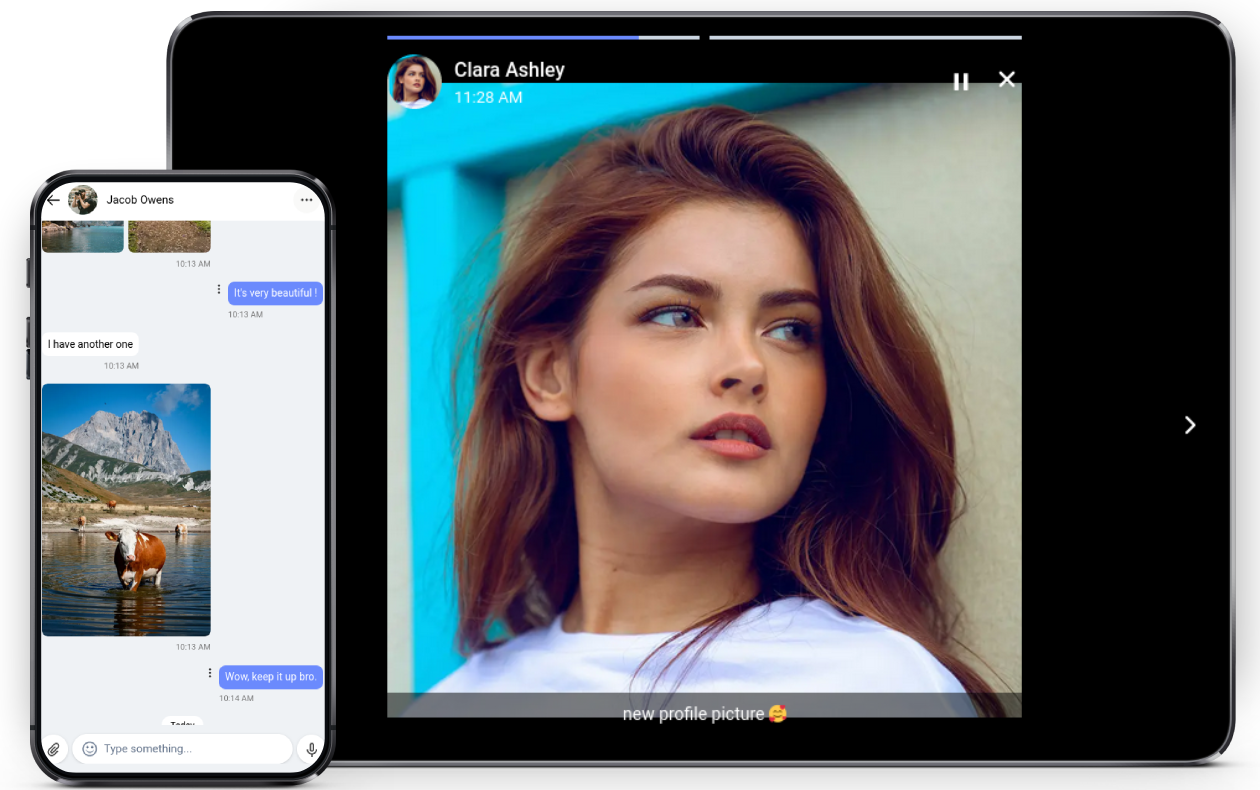 Clara Ashley
11:28 AM
new profile picture 🥰
Jacob Owens
10:13 AM
It's very beautiful !
10:13 AM
I have another one
10:13 AM
10:13 AM
Wow, keep it up bro.
10:14 AM
Today
Type something...